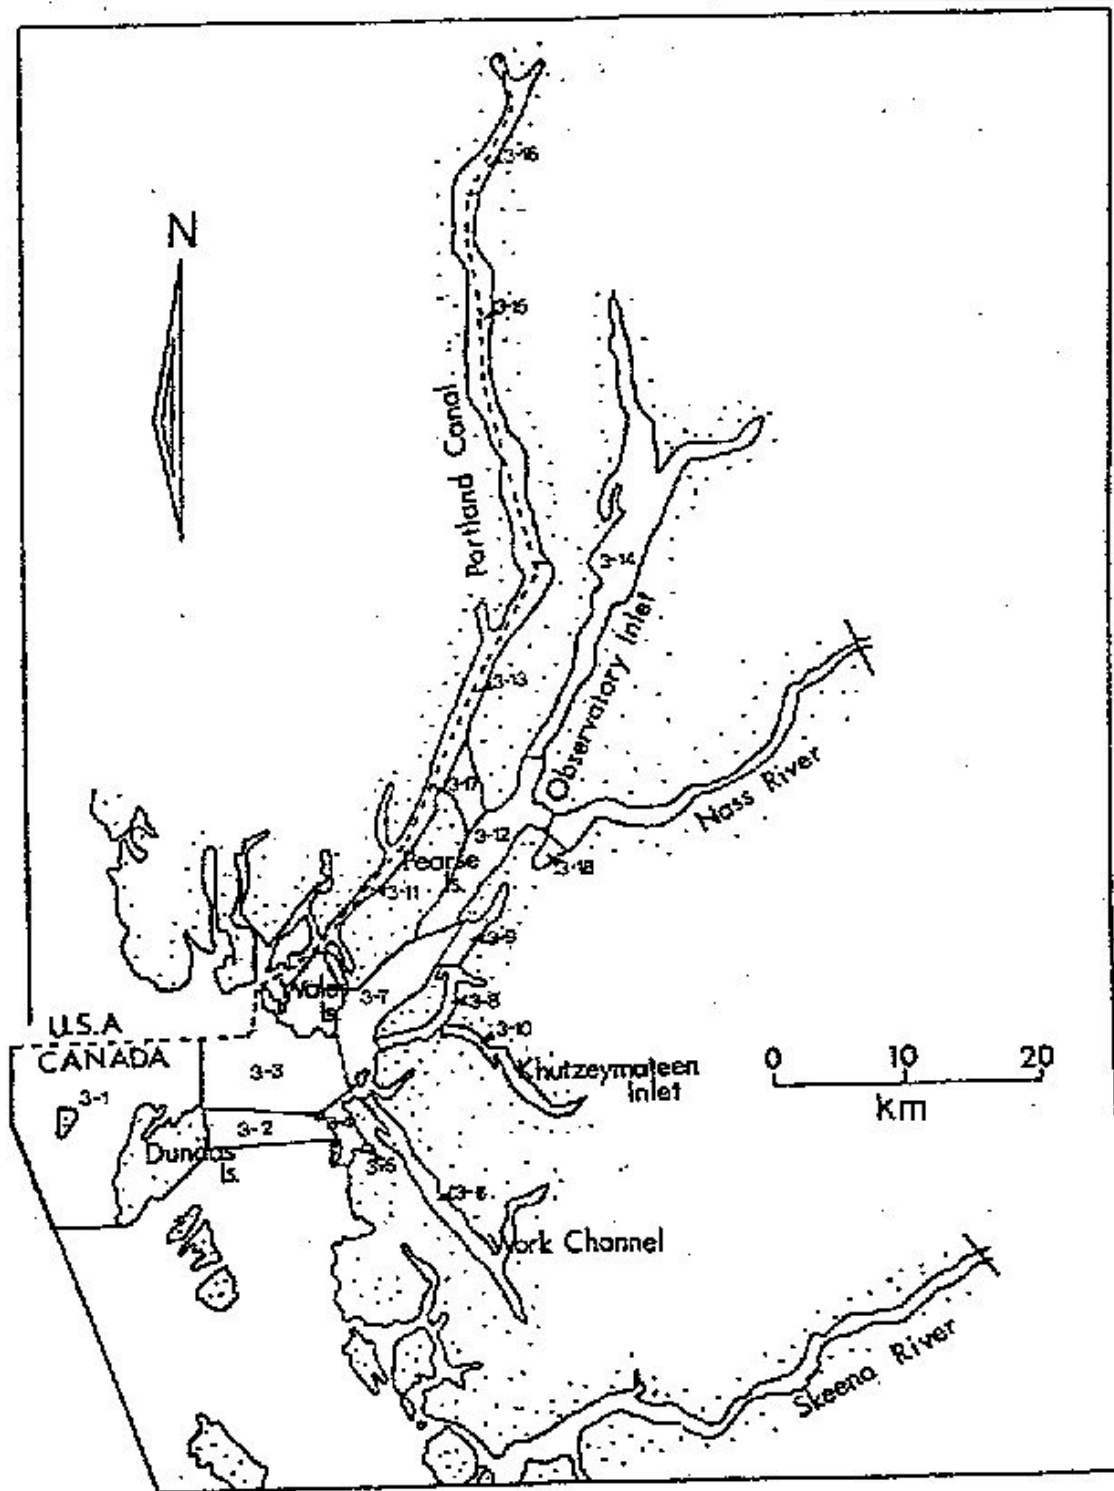 3-16
N
3-15
Portland Canal
3-14
Observatory Inlet
3-13
Nass River
3-17
3-12
Pearse
Is.
3-18
3-11
3-9
Wales
Is.
3-7
3-8
3-10
U.S.A
CANADA
Khutzeymateen
Inlet
0 10 20
km
3-3
3-1
3-2
Dundas
Is.
3-5
3-6
Work Channel
Skeena River